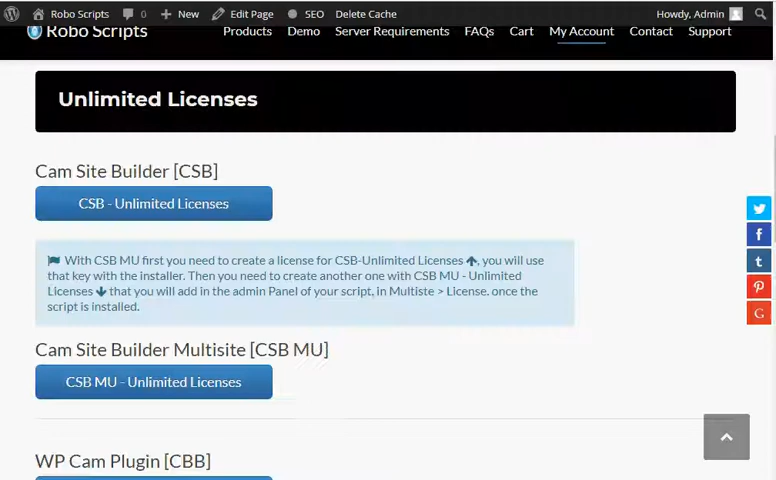 Robo Scripts 0 New Edit Page SEO Delete Cache Howdy, Admin
Robo Scripts Products Demo Server Requirements FAQs Cart My Account Contact Support
Unlimited Licenses
Cam Site Builder [CSB]
CSB - Unlimited Licenses
With CSB MU first you need to create a license for CSB-Unlimited Licenses , you will use
that key with the installer. Then you need to create another one with CSB MU - Unlimited
Licenses that you will add in the admin Panel of your script, in Multiste > License. once the
script is installed.
Cam Site Builder Multisite [CSB MU]
CSB MU - Unlimited Licenses
WP Cam Plugin [CBB]